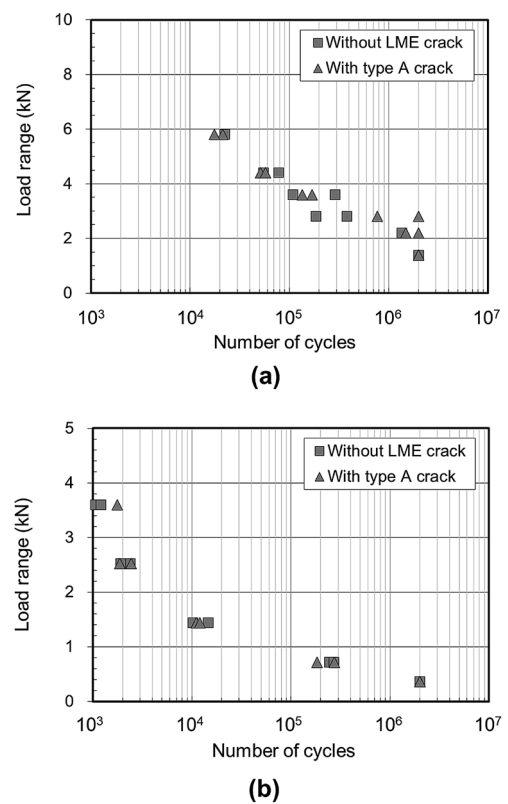 (a)
Load range (kN)
10
8
6
4
2
0
Without LME crack
With type A crack
10³ 10⁴ 10⁵ 10⁶ 10⁷
Number of cycles
(a)
Load range (kN)
5
4
3
2
1
0
Without LME crack
With type A crack
10³ 10⁴ 10⁵ 10⁶ 10⁷
Number of cycles
(b)